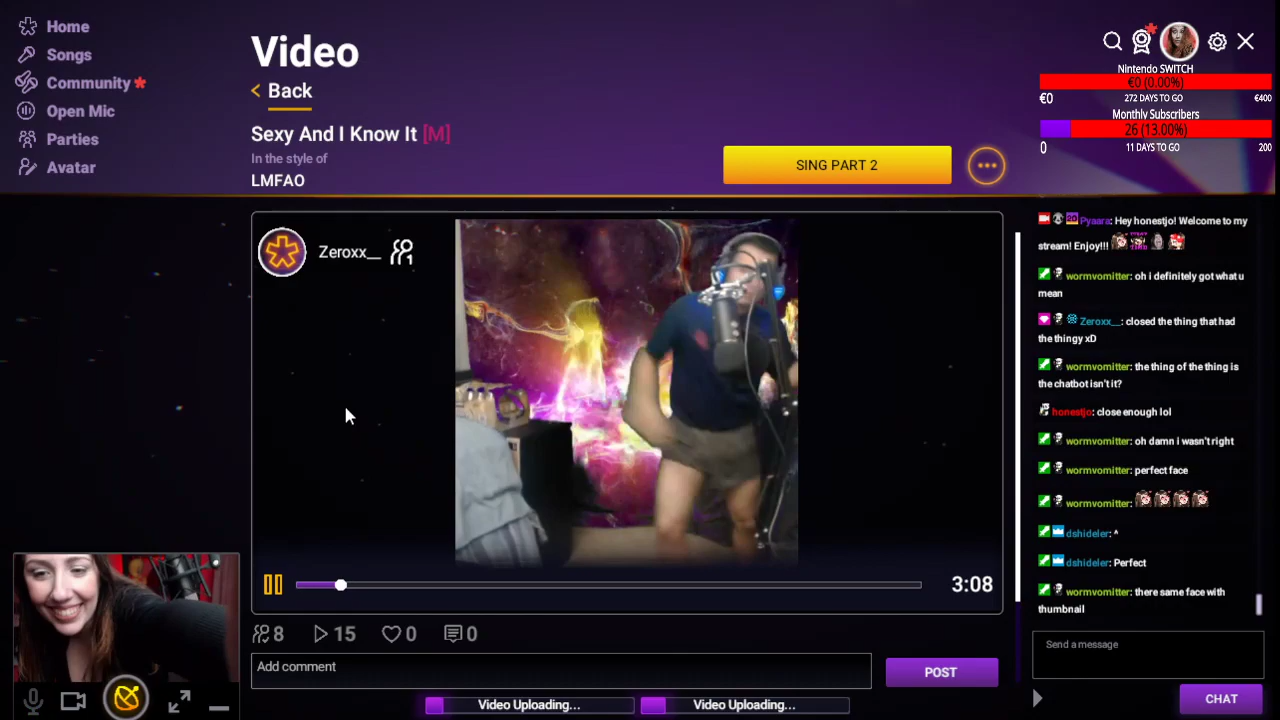 Home
Songs
Community
Open Mic
Parties
Avatar
Video
< Back
Sexy And I Know It [M]
In the style of
LMFAO
SING PART 2
Nintendo SWITCH
€0 (0.00%)
€0 272 DAYS TO GO €400
Monthly Subscribers
26 (13.00%)
0 11 DAYS TO GO 200
Zeroxx__
3:08
8 15 0 0
Add comment
POST
Video Uploading...
Video Uploading...
Pyaara: Hey honestjo! Welcome to my
stream! Enjoy!!!
wormvomitter: oh i definitely got what u
mean
Zeroxx__: closed the thing that had
the thingy xD
wormvomitter: the thing of the thing is
the chatbot isn't it?
honestjo: close enough lol
wormvomitter: oh damn i wasn't right
wormvomitter: perfect face
wormvomitter:
dshideler: ^
dshideler: Perfect
wormvomitter: there same face with
thumbnail
Send a message
CHAT